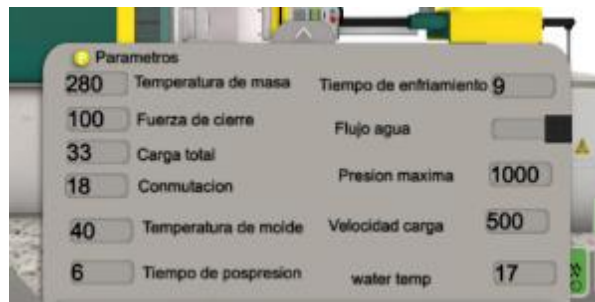 Parametros
280 Temperatura de masa Tiempo de enfriamiento 9
100 Fuerza de cierre Flujo agua
33 Carga total
18 Conmutacion Presion maxima 1000
40 Temperatura de molde Velocidad carga 500
6 Tiempo de pospresion water temp 17